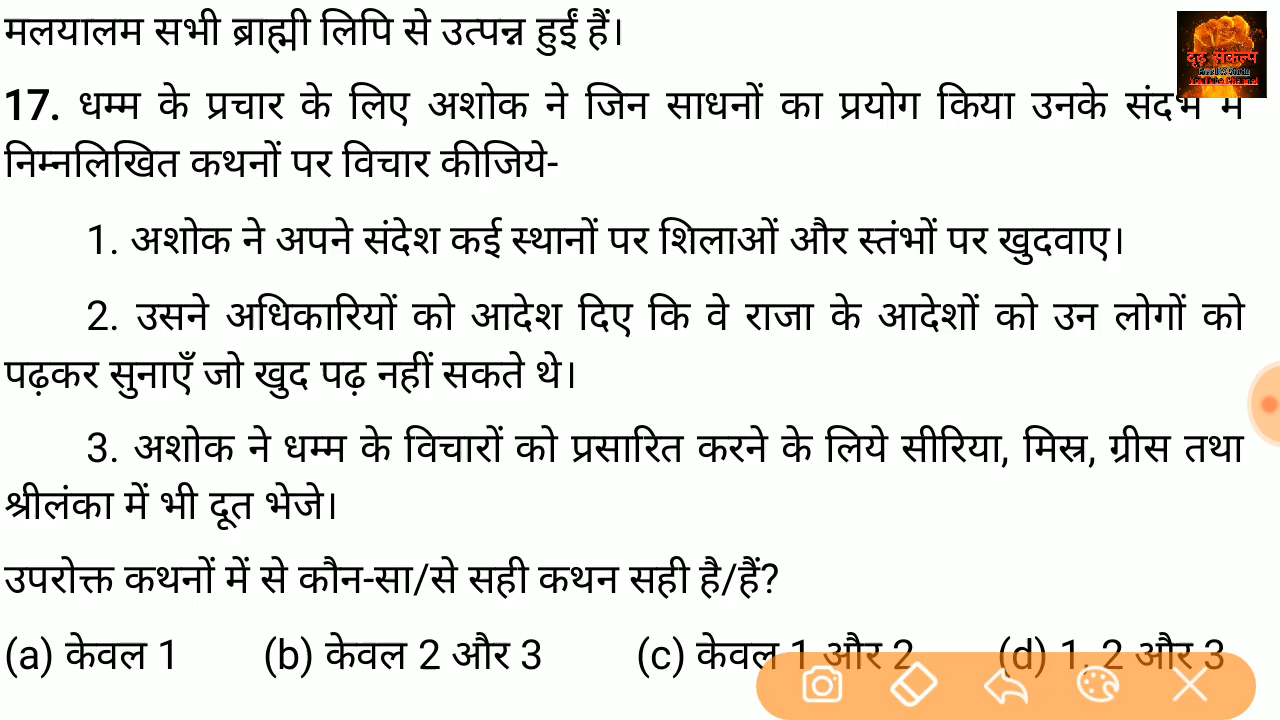 मलयालम सभी ब्राह्मी लिपि से उत्पन्न हुईं हैं।
17. धम्म के प्रचार के लिए अशोक ने जिन साधनों का प्रयोग किया उनके संदर्भ में
निम्नलिखित कथनों पर विचार कीजिये-
1. अशोक ने अपने संदेश कई स्थानों पर शिलाओं और स्तंभों पर खुदवाए।
2. उसने अधिकारियों को आदेश दिए कि वे राजा के आदेशों को उन लोगों को
पढ़कर सुनाएँ जो खुद पढ़ नहीं सकते थे।
3. अशोक ने धम्म के विचारों को प्रसारित करने के लिये सीरिया, मिस्र, ग्रीस तथा
श्रीलंका में भी दूत भेजे।
उपरोक्त कथनों में से कौन-सा/से सही कथन सही है/हैं?
(a) केवल 1 (b) केवल 2 और 3 (c) केवल 1 और 2 (d) 1, 2 और 3
दृढ़ संकल्प